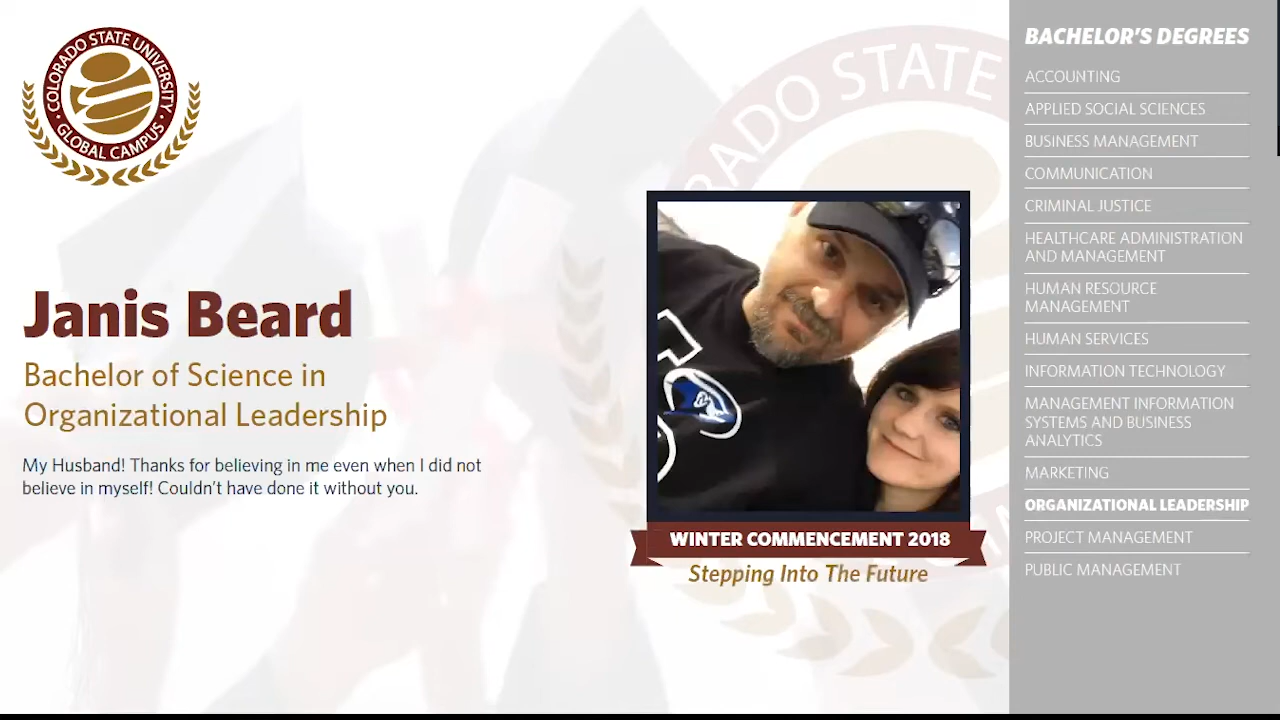 COLORADO STATE UNIVERSITY
GLOBAL CAMPUS
Janis Beard
Bachelor of Science in
Organizational Leadership
My Husband! Thanks for believing in me even when I did not
believe in myself! Couldn't have done it without you.
WINTER COMMENCEMENT 2018
Stepping Into The Future
BACHELOR'S DEGREES
ACCOUNTING
APPLIED SOCIAL SCIENCES
BUSINESS MANAGEMENT
COMMUNICATION
CRIMINAL JUSTICE
HEALTHCARE ADMINISTRATION
AND MANAGEMENT
HUMAN RESOURCE
MANAGEMENT
HUMAN SERVICES
INFORMATION TECHNOLOGY
MANAGEMENT INFORMATION
SYSTEMS AND BUSINESS
ANALYTICS
MARKETING
ORGANIZATIONAL LEADERSHIP
PROJECT MANAGEMENT
PUBLIC MANAGEMENT